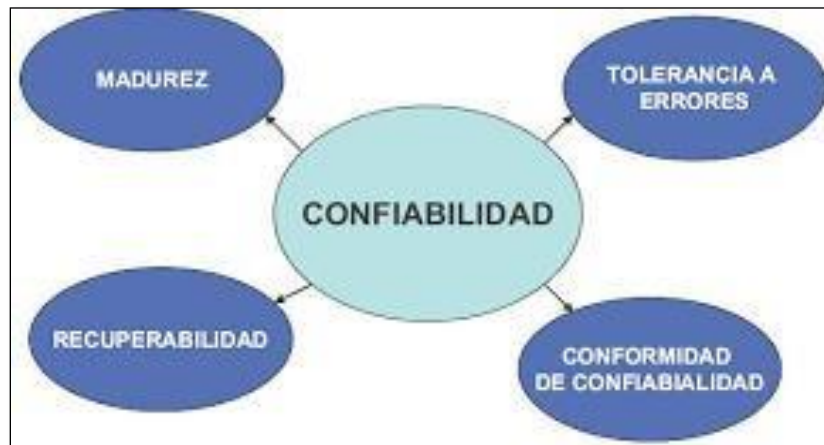 MADUREZ
TOLERANCIA A
ERRORES
CONFIABILIDAD
RECUPERABILIDAD
CONFORMIDAD
DE CONFIABIALIDAD